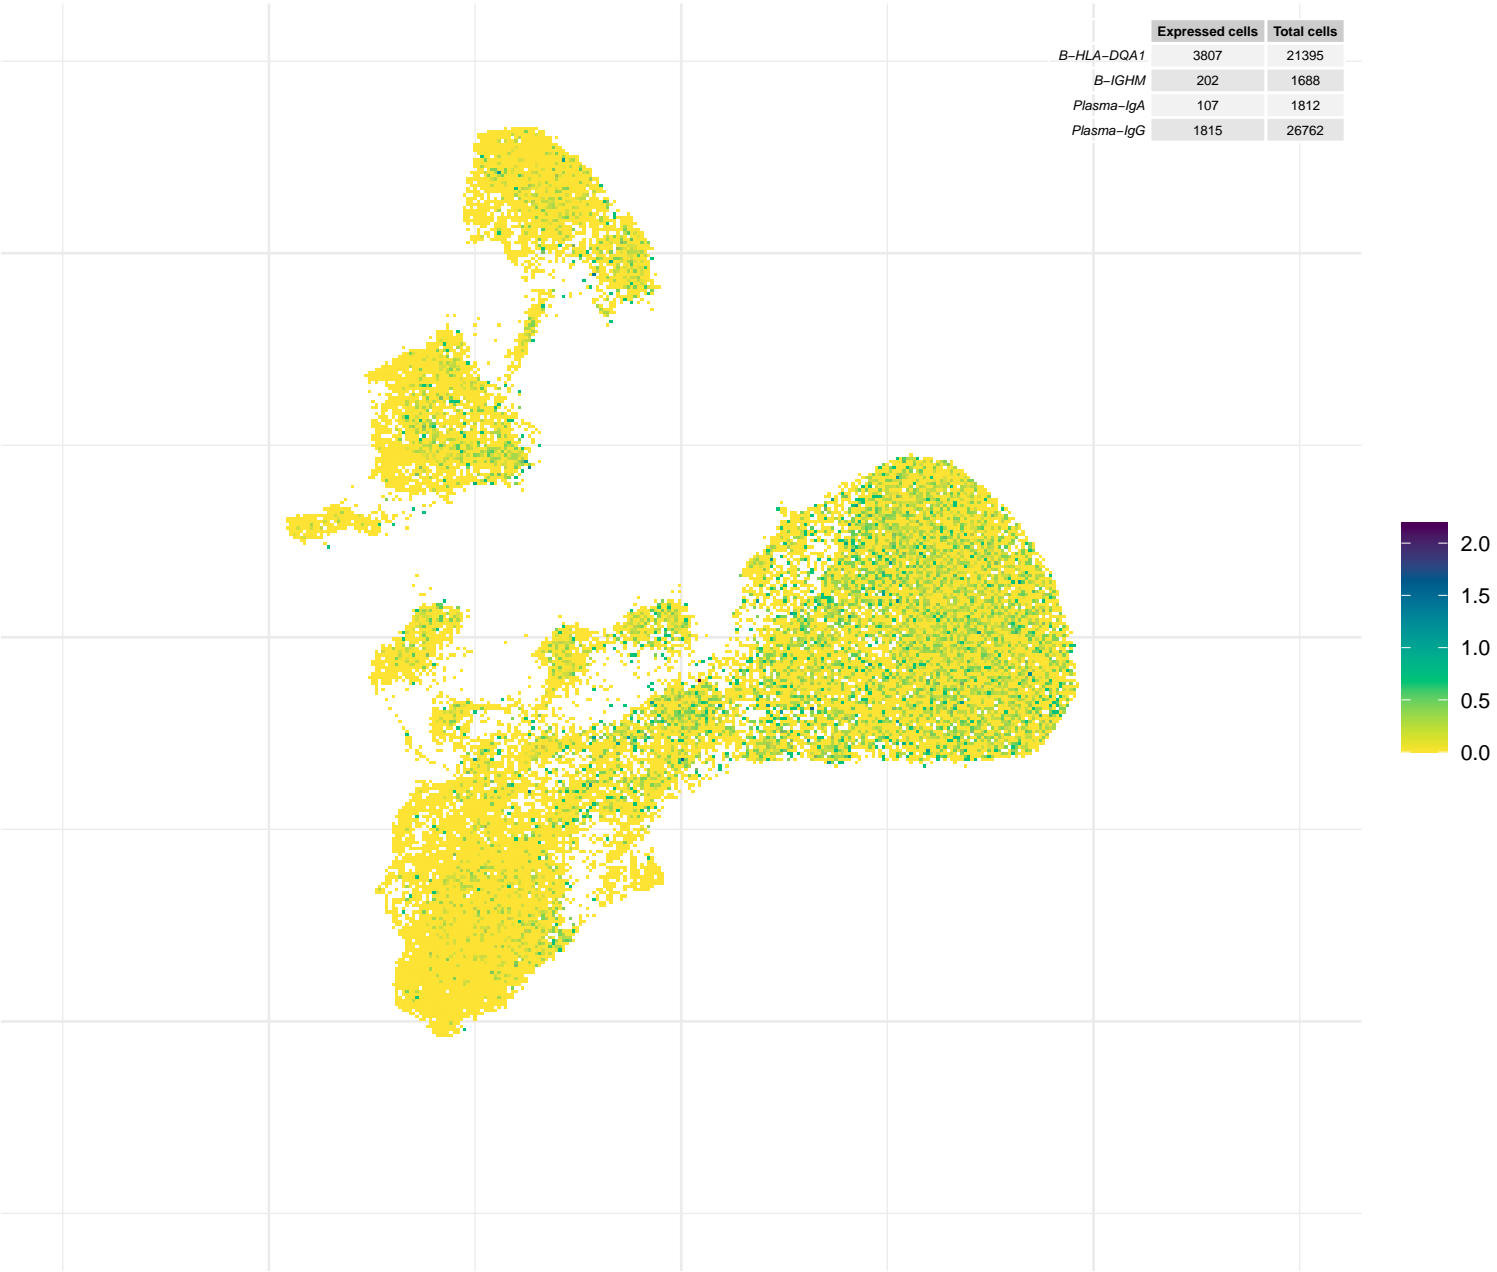 Expressed cells Total cells
B−HLA−DQA1 3807 21395
B−IGHM 202 1688
Plasma−IgA 107 1812
Plasma−IgG 1815 26762
2.0
1.5
1.0
0.5
0.0